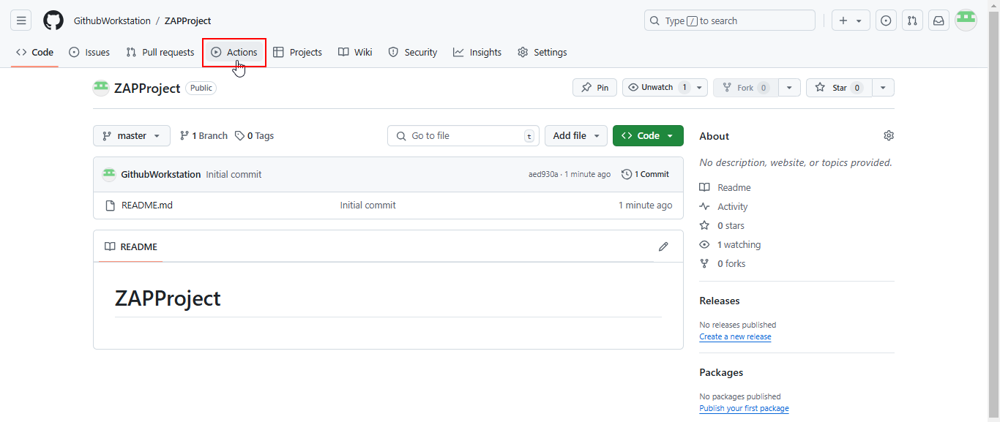 GithubWorkstation / ZAPProject
Type / to search
Code Issues Pull requests Actions Projects Wiki Security Insights Settings
ZAPProject Public
Pin Unwatch 1 Fork 0 Star 0
master 1 Branch 0 Tags Go to file t Add file Code
GithubWorkstation Initial commit aed930a · 1 minute ago 1 Commit
README.md Initial commit 1 minute ago
README
ZAPProject
About
No description, website, or topics provided.
Readme
Activity
0 stars
1 watching
0 forks
Releases
No releases published
Create a new release
Packages
No packages published
Publish your first package